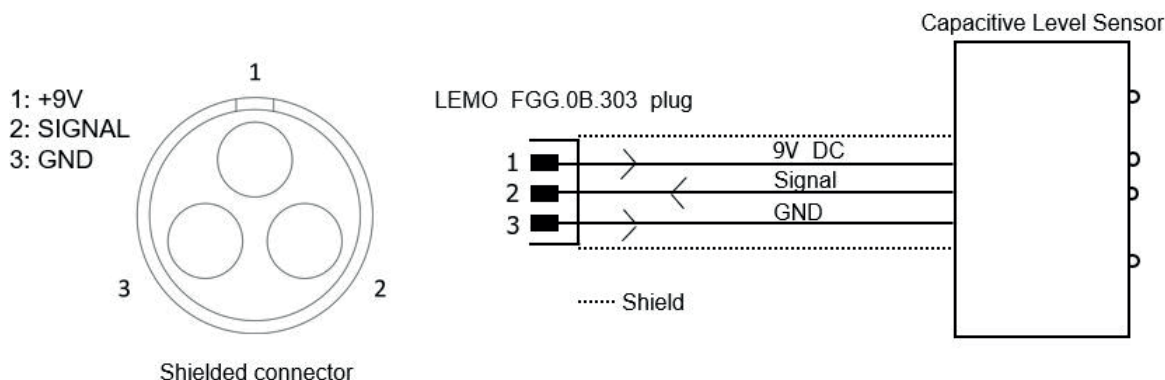 1
1: +9V
2: SIGNAL
3: GND
3
2
Shielded connector
Capacitive Level Sensor
LEMO FGG.0B.303 plug
1
9V DC
2
Signal
3
GND
Shield